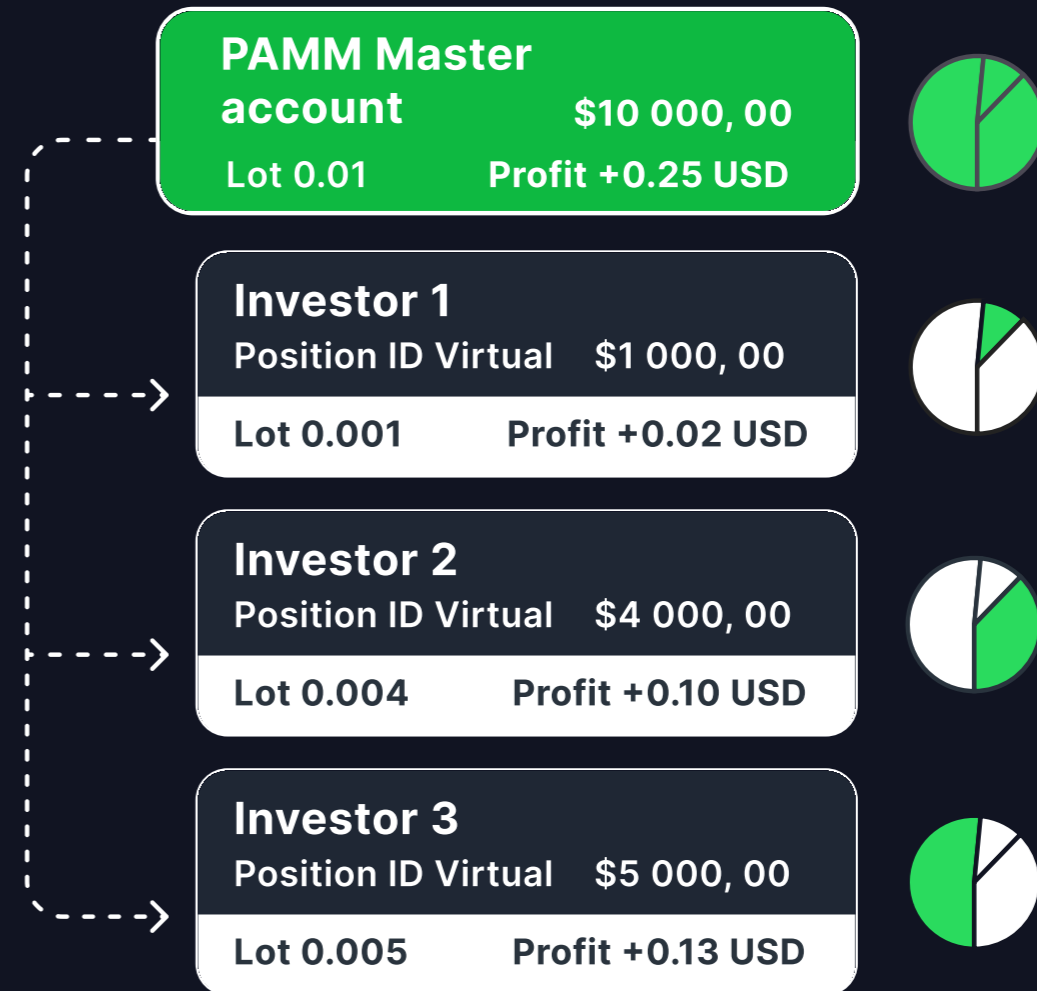 PAMM Master
account $10 000, 00
Lot 0.01 Profit +0.25 USD
Investor 1
Position ID Virtual $1 000, 00
Lot 0.001 Profit +0.02 USD
Investor 2
Position ID Virtual $4 000, 00
Lot 0.004 Profit +0.10 USD
Investor 3
Position ID Virtual $5 000, 00
Lot 0.005 Profit +0.13 USD